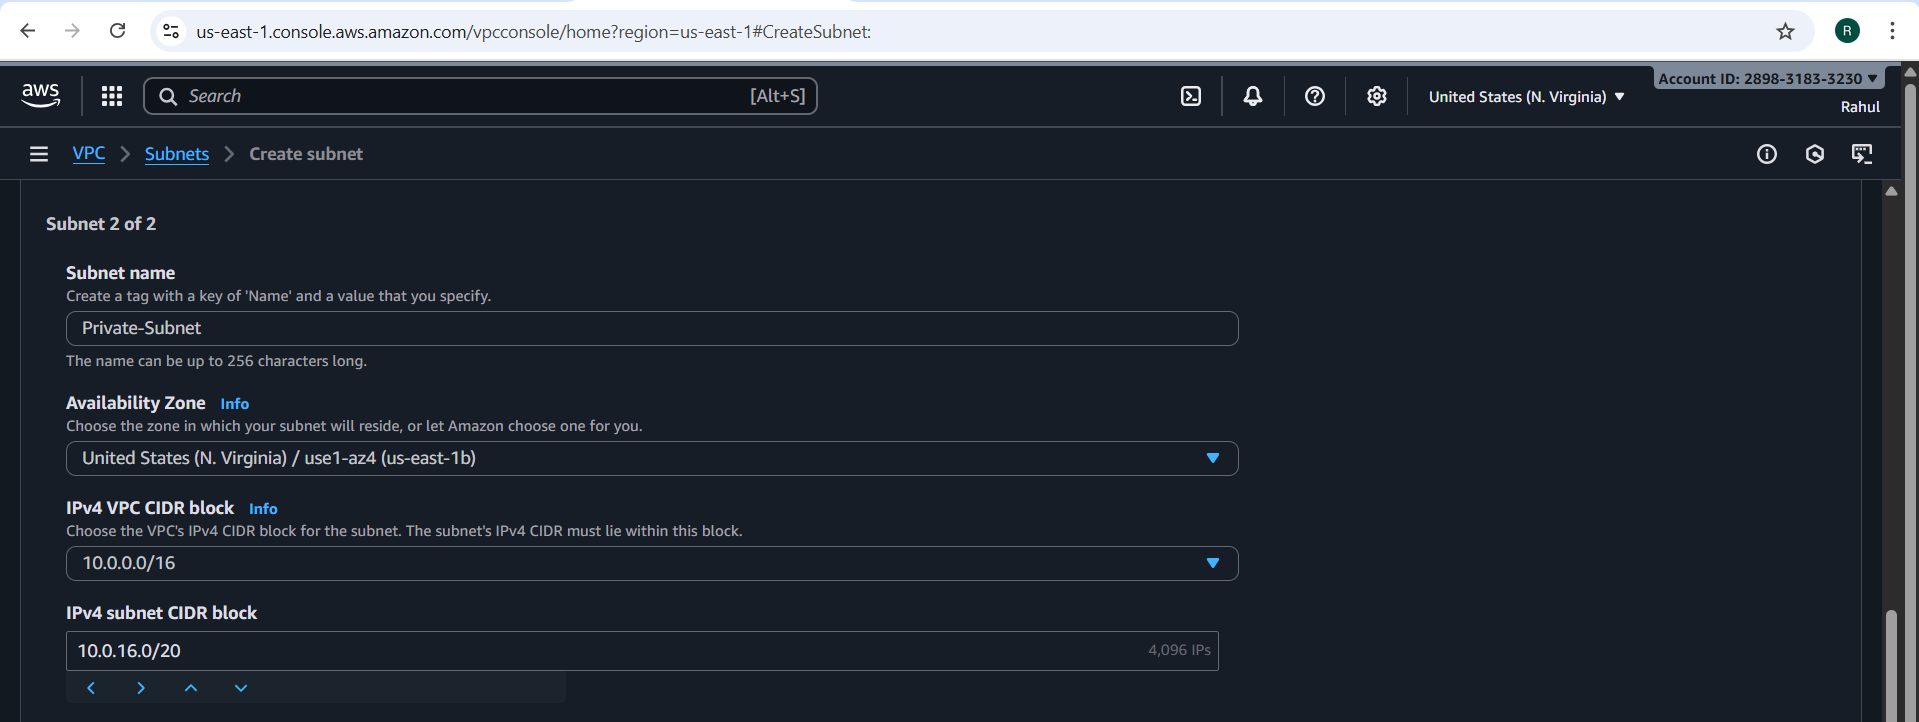 us-east-1.console.aws.amazon.com/vpcconsole/home?region=us-east-1#CreateSubnet:
R
aws
Search
[Alt+S]
United States (N. Virginia)
Account ID: 2898-3183-3230
Rahul
VPC
Subnets
Create subnet
Subnet 2 of 2
Subnet name
Create a tag with a key of 'Name' and a value that you specify.
Private-Subnet
The name can be up to 256 characters long.
Availability Zone Info
Choose the zone in which your subnet will reside, or let Amazon choose one for you.
United States (N. Virginia) / use1-az4 (us-east-1b)
IPv4 VPC CIDR block Info
Choose the VPC's IPv4 CIDR block for the subnet. The subnet's IPv4 CIDR must lie within this block.
10.0.0.0/16
IPv4 subnet CIDR block
10.0.16.0/20
4,096 IPs